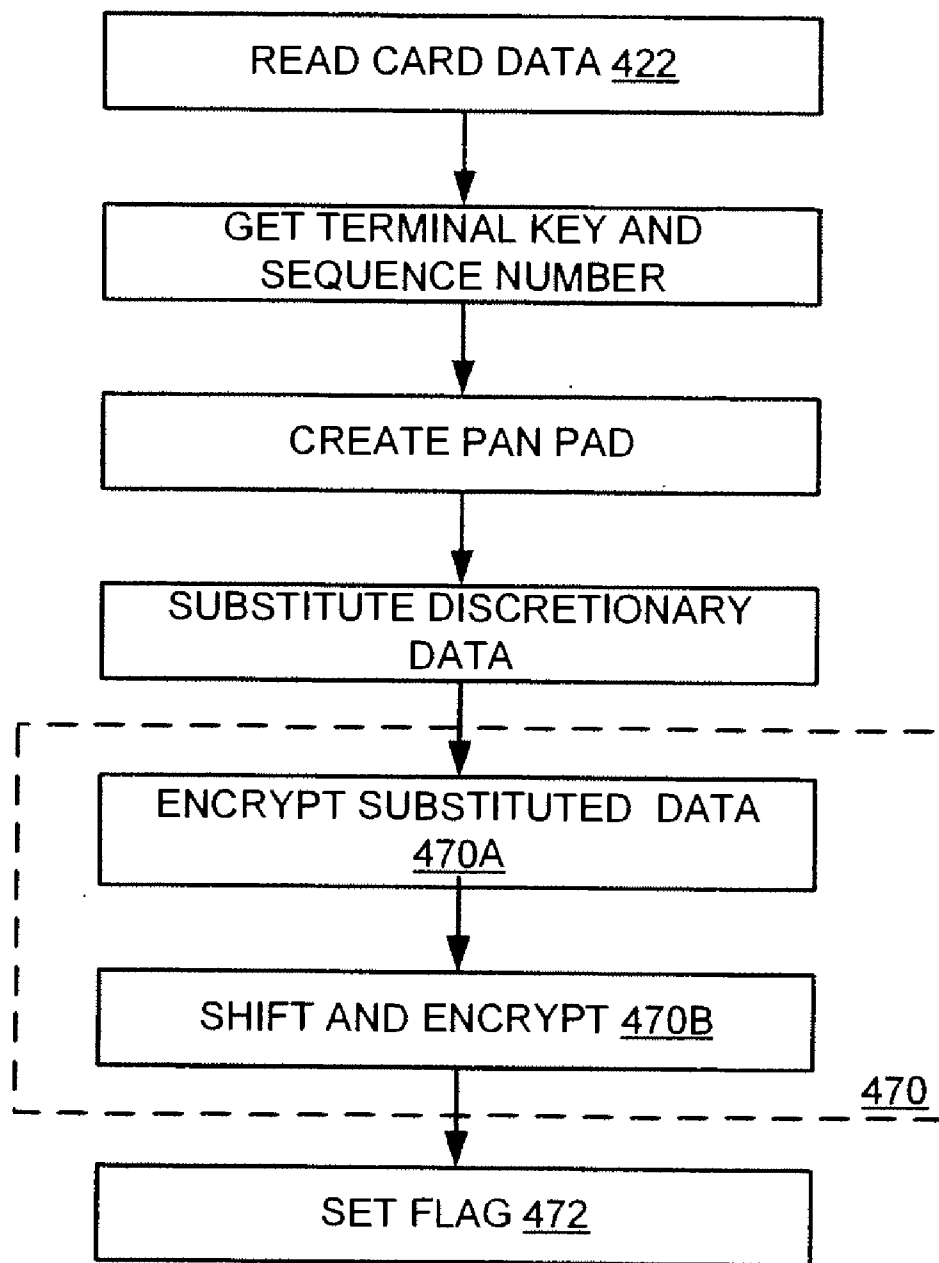 READ CARD DATA 422
GET TERMINAL KEY AND
SEQUENCE NUMBER
CREATE PAN PAD
SUBSTITUTE DISCRETIONARY
DATA
ENCRYPT SUBSTITUTED DATA
470A
SHIFT AND ENCRYPT 470B
470
SET FLAG 472